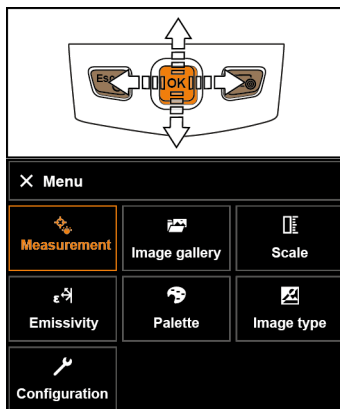 Esc
OK
Menu
Measurement
Image gallery
Scale
ε
Emissivity
Palette
Image type
Configuration